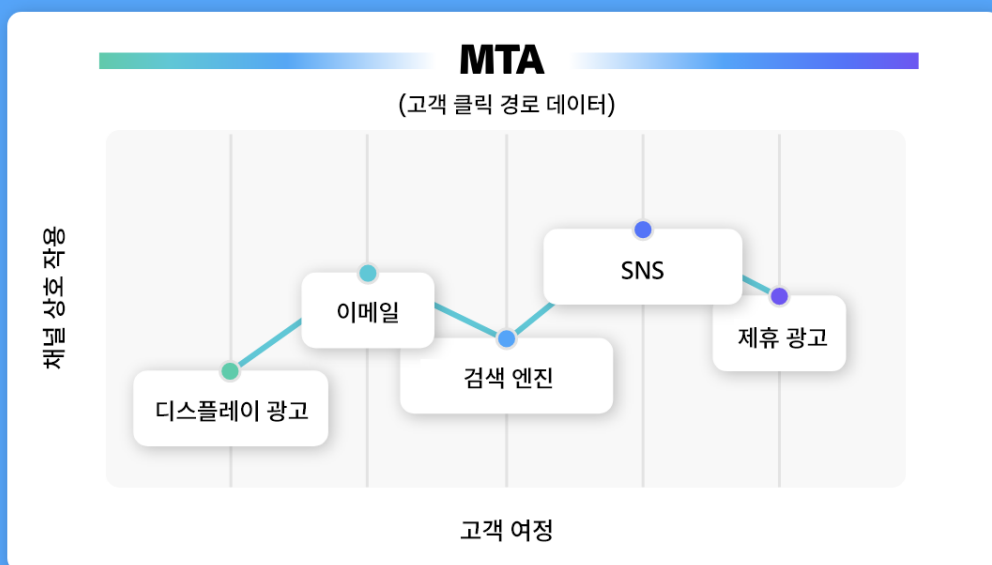 MTA
(고객 클릭 경로 데이터)
채널 상호 작용
SNS
이메일
제휴 광고
검색 엔진
디스플레이 광고
고객 여정